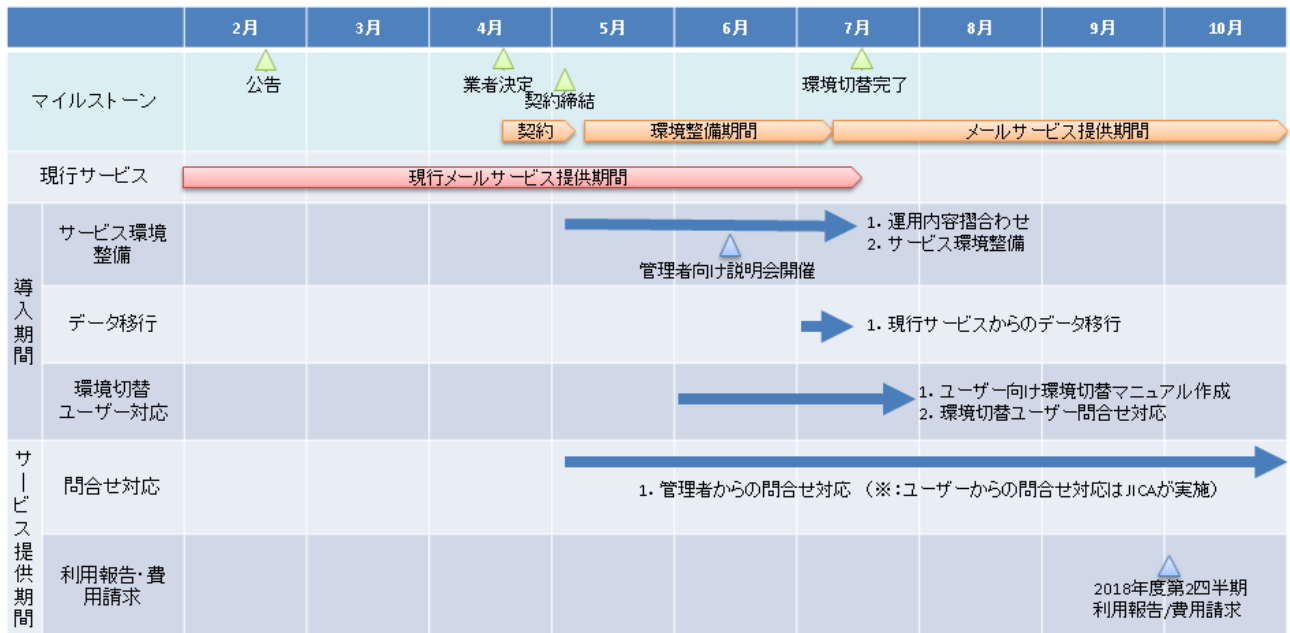 2月 3月 4月 5月 6月 7月 8月 9月 10月
マイルストーン
公告
業者決定
契約締結
環境切替完了
契約
環境整備期間
メールサービス提供期間
現行サービス
現行メールサービス提供期間
導入期間
サービス環境
整備
1. 運用内容摺合わせ
2. サービス環境整備
管理者向け説明会開催
データ移行
1. 現行サービスからのデータ移行
環境切替
ユーザー対応
1. ユーザー向け環境切替マニュアル作成
2. 環境切替ユーザー問合せ対応
サービス提供期間
問合せ対応
1. 管理者からの問合せ対応 （※：ユーザーからの問合せ対応はJICAが実施）
利用報告・費
用請求
2018年度第2四半期
利用報告/費用請求